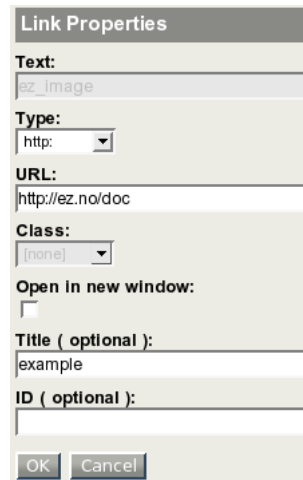 Link Properties
Text:
ez_image
Type:
http:
URL:
http://ez.no/doc
Class:
[none]
Open in new window:
Title ( optional ):
example
ID ( optional ):
OK Cancel